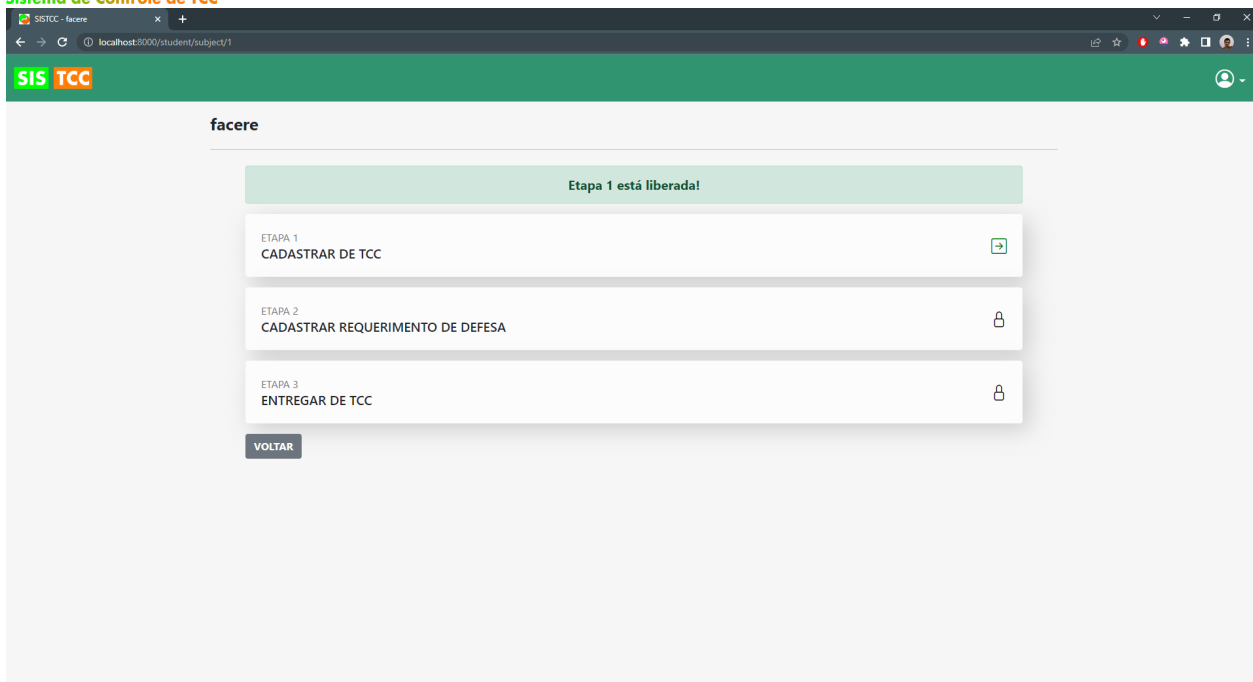 Sistema de Controle de TCC
SISTCC - facere
localhost:8000/student/subject/1
SIS TCC
facere
Etapa 1 está liberada!
ETAPA 1
CADASTRAR DE TCC
ETAPA 2
CADASTRAR REQUERIMENTO DE DEFESA
ETAPA 3
ENTREGAR DE TCC
VOLTAR